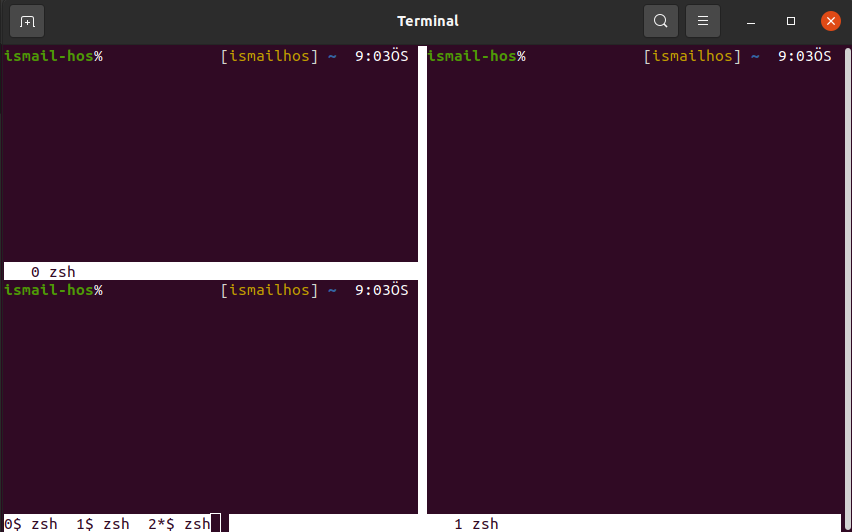 Terminal
ismail-hos% [ismailhos] ~ 9:03ÖS
0 zsh
ismail-hos% [ismailhos] ~ 9:03ÖS
0$ zsh 1$ zsh 2*$ zsh
ismail-hos% [ismailhos] ~ 9:03ÖS
1 zsh